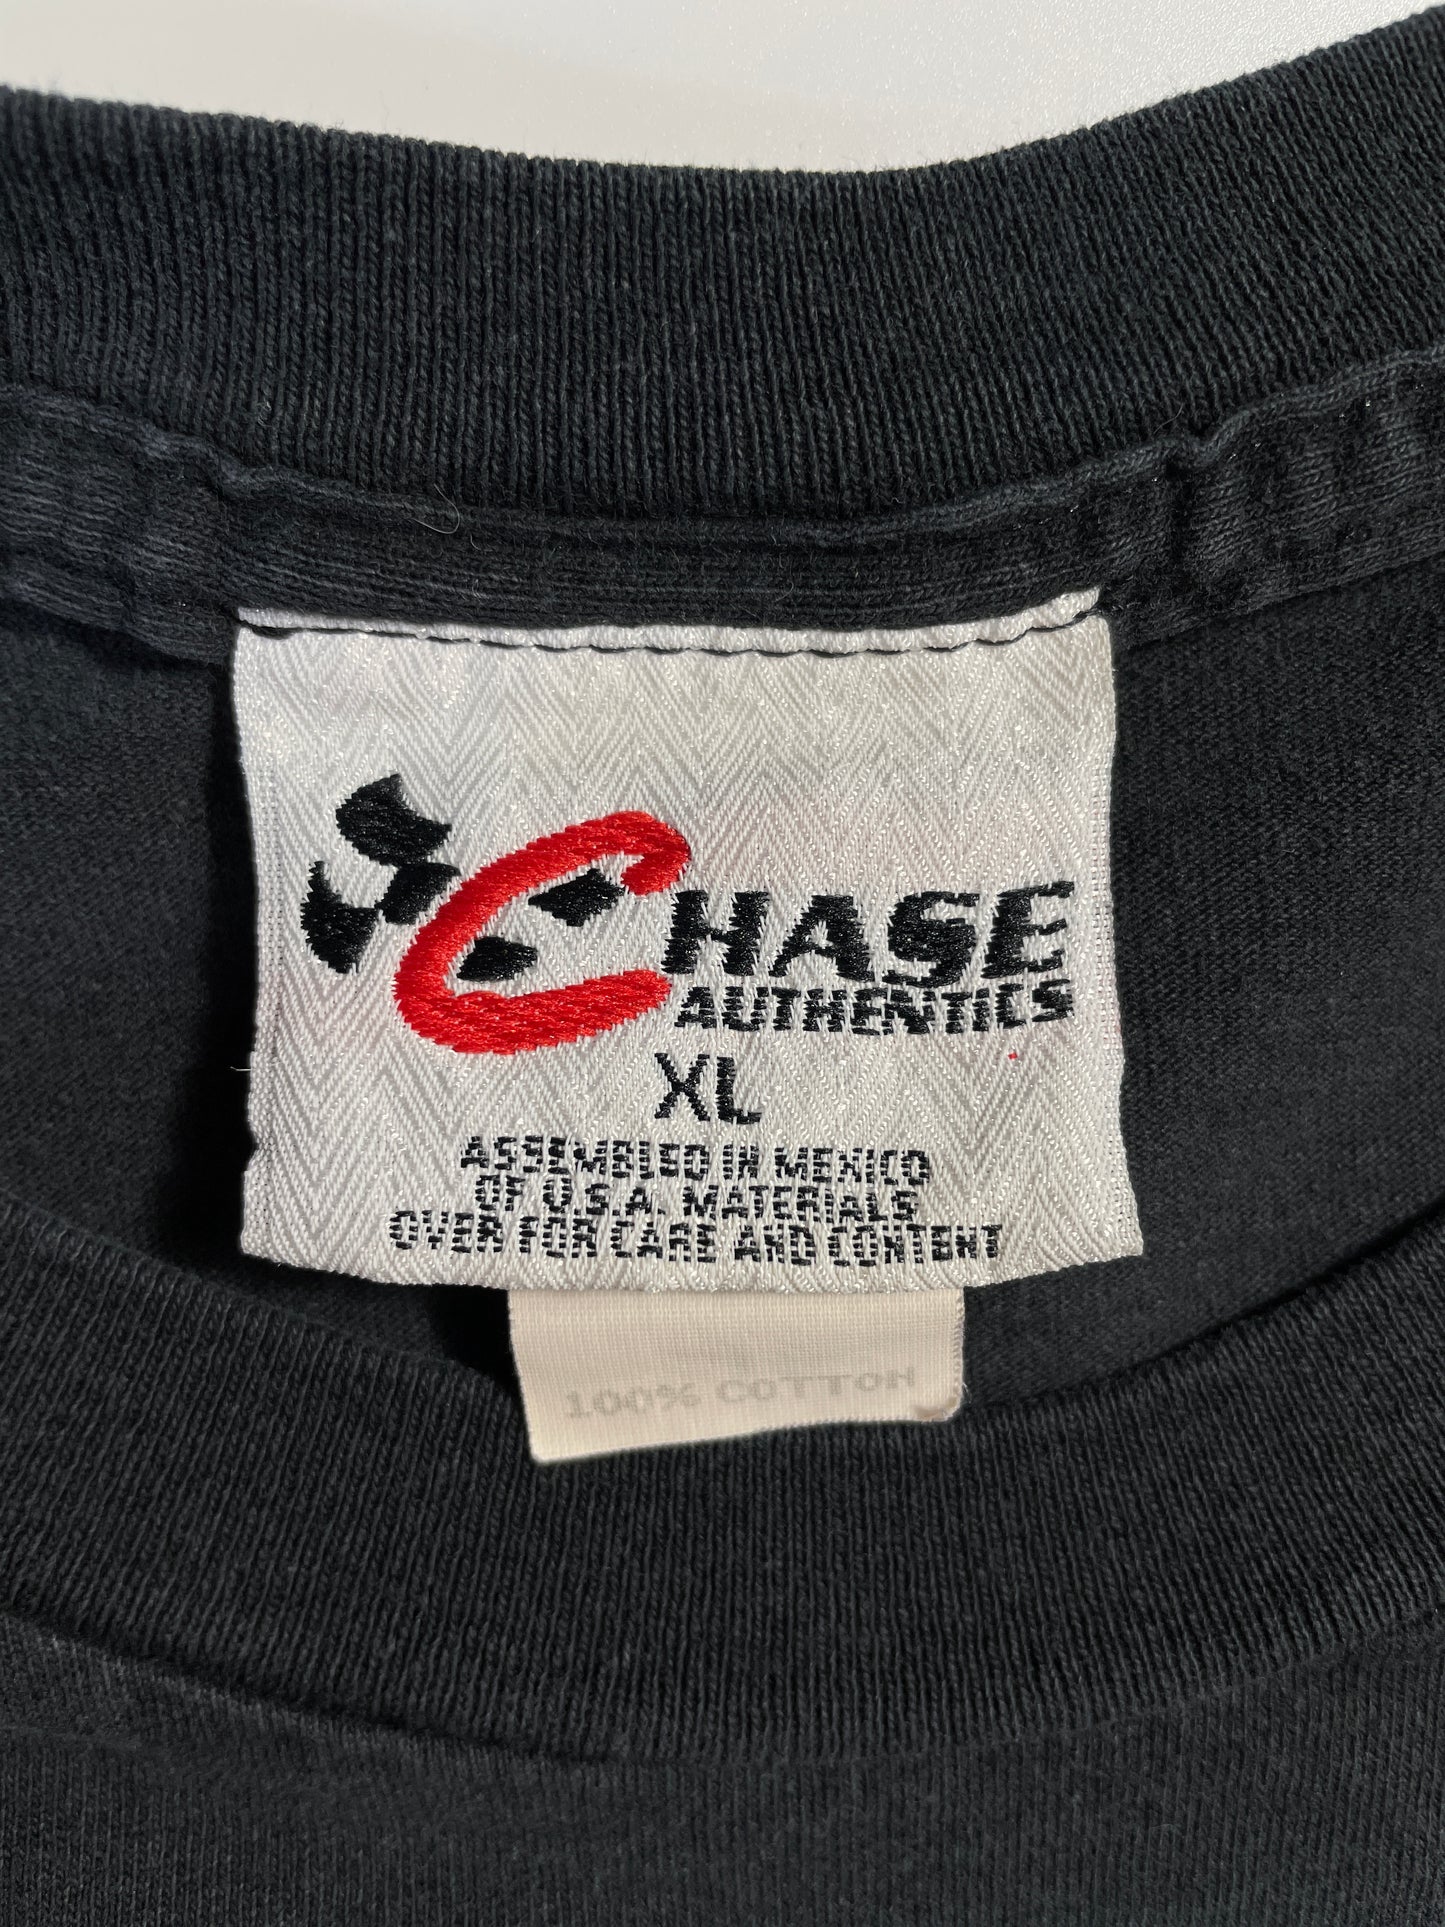 CHASE
AUTHENTICS
XL
ASSEMBLED IN MEXICO
OF U.S.A. MATERIALS
OVER FOR CARE AND CONTENT
100% COTTON